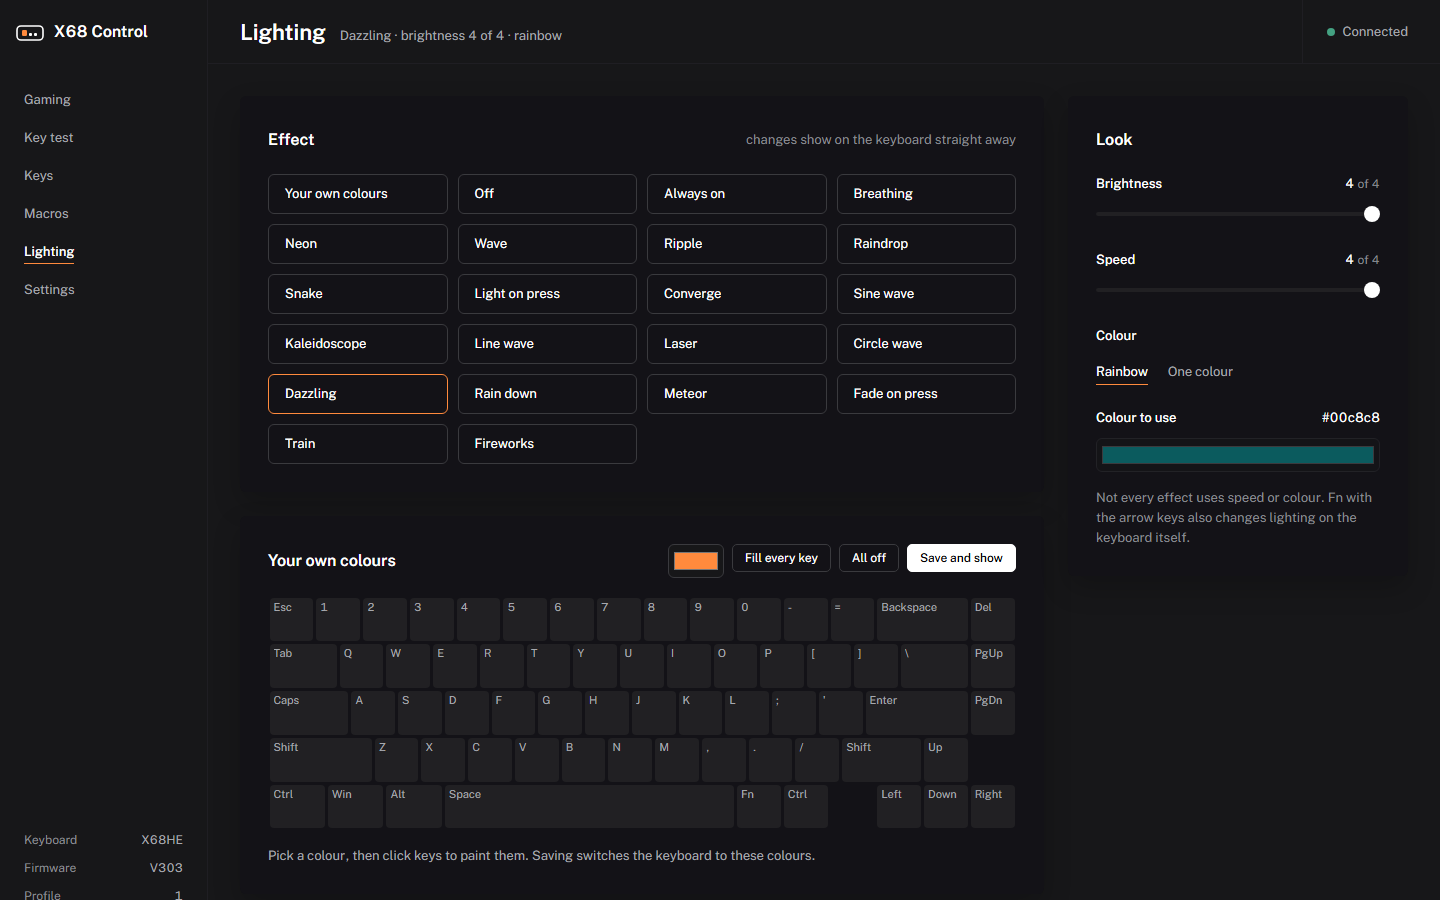 X68 Control
Gaming
Key test
Keys
Macros
Lighting
Settings
Keyboard X68HE
Firmware V303
Profile 1
Lighting Dazzling · brightness 4 of 4 · rainbow
Connected
Effect changes show on the keyboard straight away
Your own colours Off Always on Breathing
Neon Wave Ripple Raindrop
Snake Light on press Converge Sine wave
Kaleidoscope Line wave Laser Circle wave
Dazzling Rain down Meteor Fade on press
Train Fireworks
Your own colours Fill every key All off Save and show
Esc 1 2 3 4 5 6 7 8 9 0 - = Backspace Del
Tab Q W E R T Y U I O P [ ] \ PgUp
Caps A S D F G H J K L ; ' Enter PgDn
Shift Z X C V B N M , . / Shift Up
Ctrl Win Alt Space Fn Ctrl Left Down Right
Pick a colour, then click keys to paint them. Saving switches the keyboard to these colours.
Look
Brightness 4 of 4
Speed 4 of 4
Colour
Rainbow One colour
Colour to use #00c8c8
Not every effect uses speed or colour. Fn with
the arrow keys also changes lighting on the
keyboard itself.